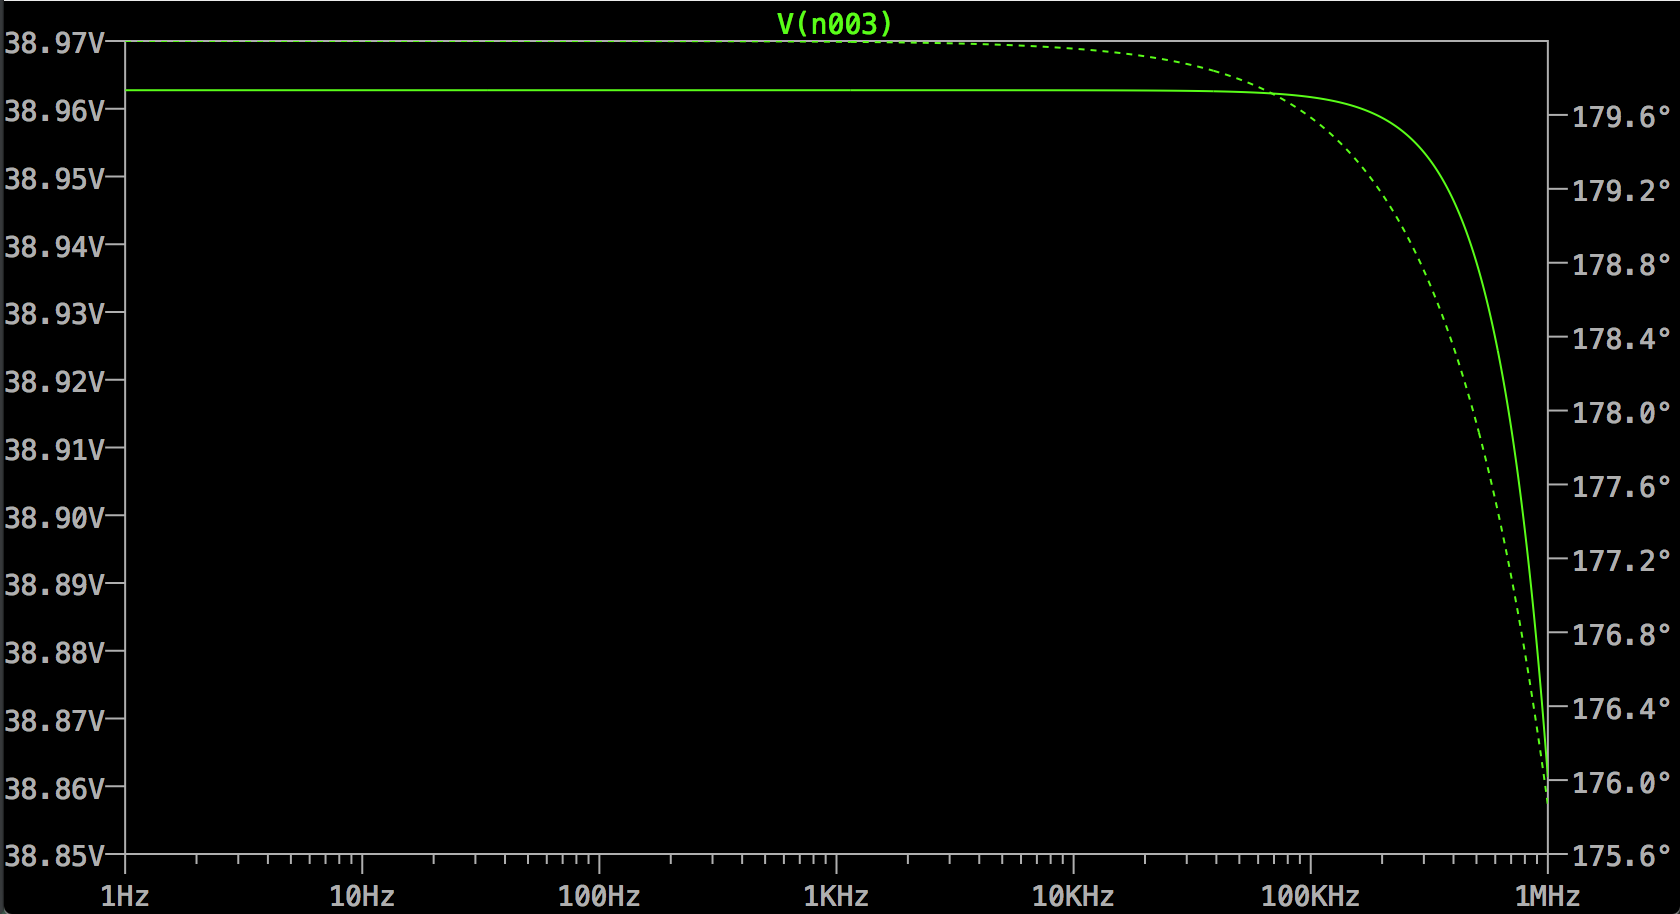 V(n003)
38.97V
38.96V
38.95V
38.94V
38.93V
38.92V
38.91V
38.90V
38.89V
38.88V
38.87V
38.86V
38.85V
179.6°
179.2°
178.8°
178.4°
178.0°
177.6°
177.2°
176.8°
176.4°
176.0°
175.6°
1Hz 10Hz 100Hz 1KHz 10KHz 100KHz 1MHz